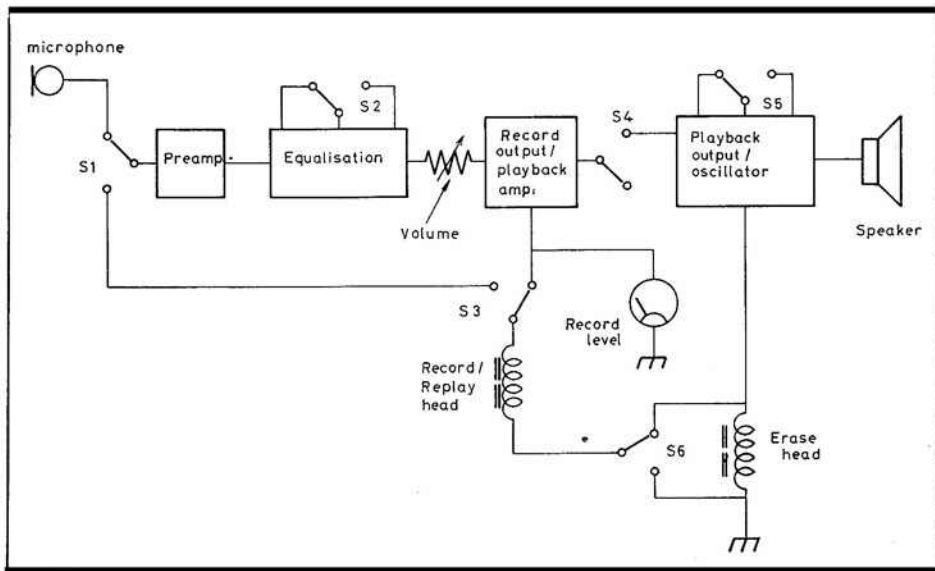 microphone
S1
Preamp.
S2
Equalisation
Volume
Record
output/
playback
amp:
S4
S5
Playback
output /
oscillator
Speaker
S3
Record
level
Record/
Replay
head
S6
Erase
head